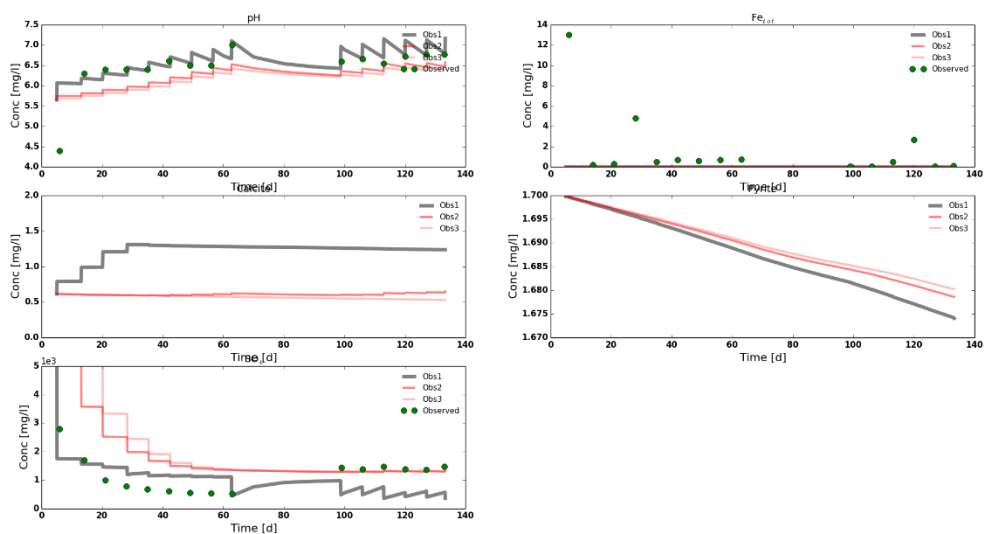 pH
Conc [mg/l]
7.5
7.0
6.5
6.0
5.5
5.0
4.5
4.0
Obs1
Obs2
Obs3
Observed
0 20 40 60 80 100 120 140
Time [d]
Fe_tot
Conc [mg/l]
14
12
10
8
6
4
2
0
Obs1
Obs2
Obs3
Observed
0 20 40 60 80 100 120 140
Time [d]
Calcite
Conc [mg/l]
2.0
1.5
1.0
0.5
0.0
Obs1
Obs2
Obs3
0 20 40 60 80 100 120 140
Time [d]
Pyrite
Conc [mg/l]
1.700
1.695
1.690
1.685
1.680
1.675
1.670
Obs1
Obs2
Obs3
0 20 40 60 80 100 120 140
Time [d]
1e3
Conc [mg/l]
5
4
3
2
1
0
Obs1
Obs2
Obs3
Observed
0 20 40 60 80 100 120 140
Time [d]